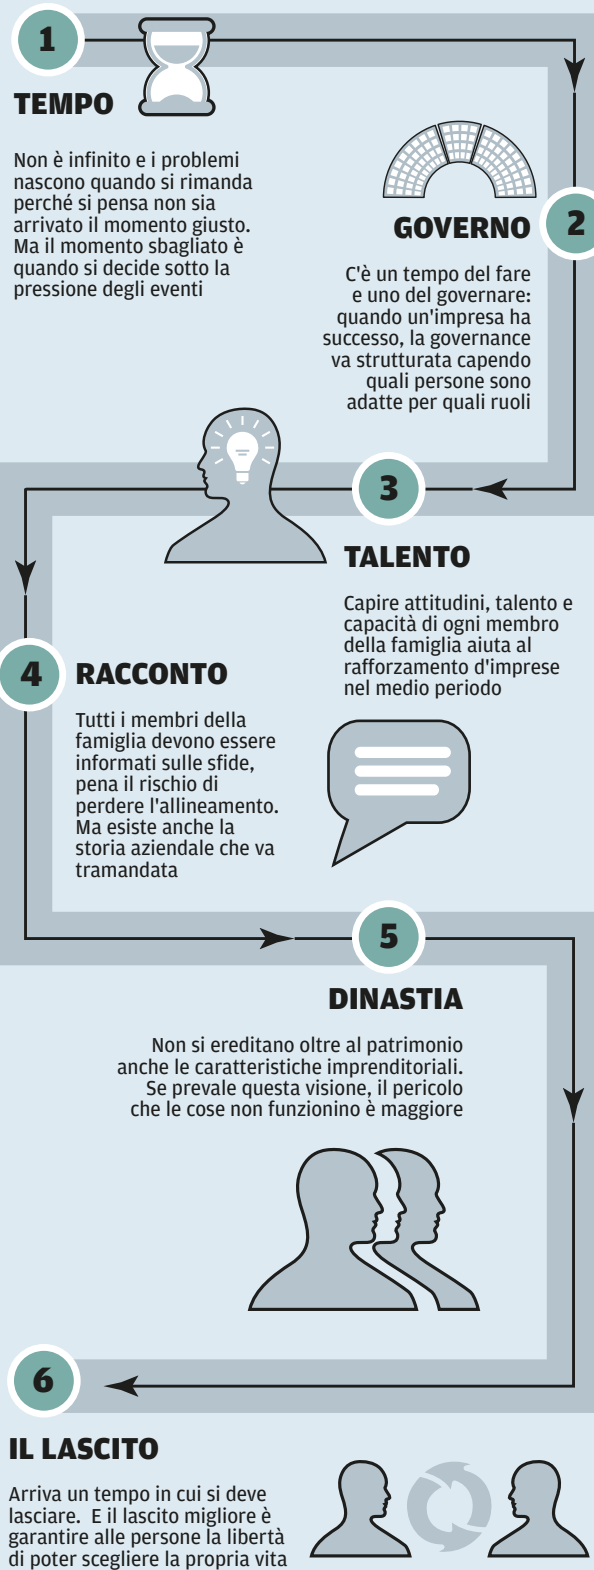 1
TEMPO
Non è infinito e i problemi
nascono quando si rimanda
perché si pensa non sia
arrivato il momento giusto.
Ma il momento sbagliato è
quando si decide sotto la
pressione degli eventi
2
GOVERNO
C'è un tempo del fare
e uno del governare:
quando un'impresa ha
successo, la governance
va strutturata capendo
quali persone sono
adatte per quali ruoli
3
TALENTO
Capire attitudini, talento e
capacità di ogni membro
della famiglia aiuta al
rafforzamento d'imprese
nel medio periodo
4
RACCONTO
Tutti i membri della
famiglia devono essere
informati sulle sfide,
pena il rischio di
perdere l'allineamento.
Ma esiste anche la
storia aziendale che va
tramandata
5
DINASTIA
Non si ereditano oltre al patrimonio
anche le caratteristiche imprenditoriali.
Se prevale questa visione, il pericolo
che le cose non funzionino è maggiore
6
IL LASCITO
Arriva un tempo in cui si deve
lasciare. E il lascito migliore è
garantire alle persone la libertà
di poter scegliere la propria vita